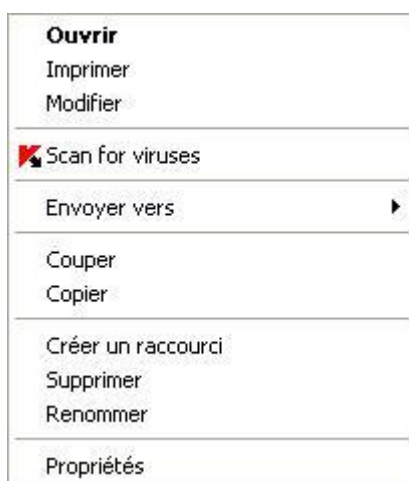 Ouvrir
Imprimer
Modifier
Scan for viruses
Envoyer vers
Couper
Copier
Créer un raccourci
Supprimer
Renommer
Propriétés